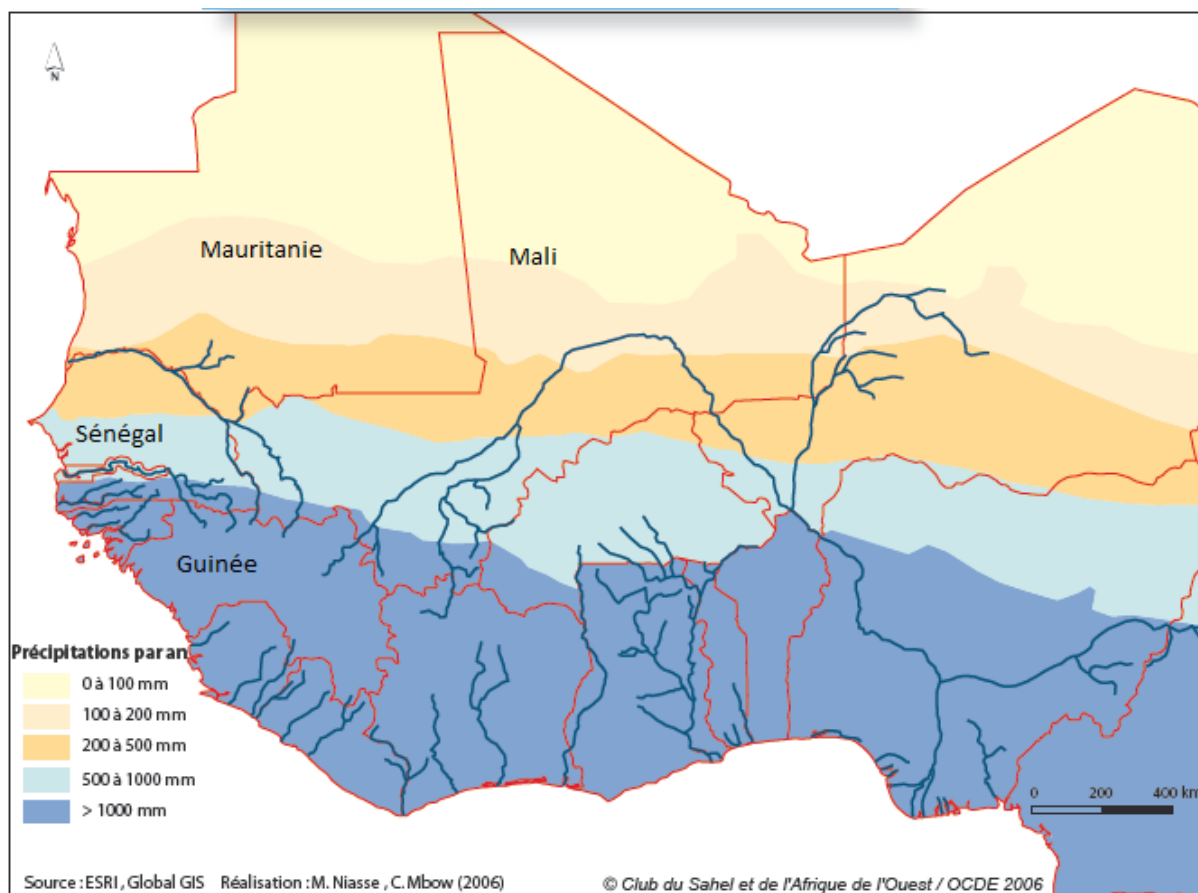 N
Mauritanie
Mali
Sénégal
Guinée
Précipitations par an
0 à 100 mm
100 à 200 mm
200 à 500 mm
500 à 1000 mm
> 1000 mm
0 200 400 km
Source : ESRI, Global GIS Réalisation : M. Niasse, C. Mbow (2006)
© Club du Sahel et de l'Afrique de l'Ouest / OCDE 2006